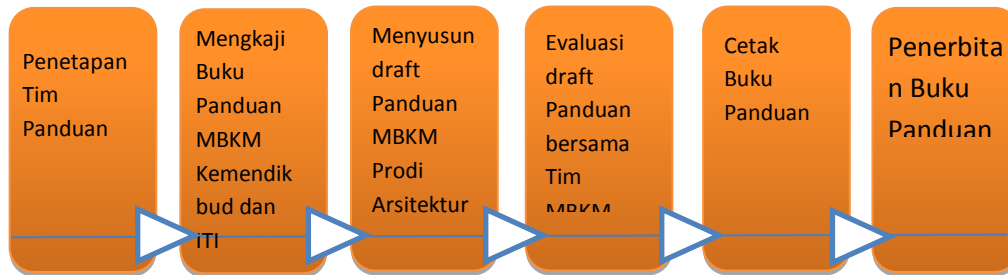 Penetapan
Tim
Panduan
Mengkaji
Buku
Panduan
MBKM
Kemendik
bud dan
iTI
Menyusun
draft
Panduan
MBKM
Prodi
Arsitektur
Evaluasi
draft
Panduan
bersama
Tim
MBKM
Cetak
Buku
Panduan
Penerbita
n Buku
Panduan